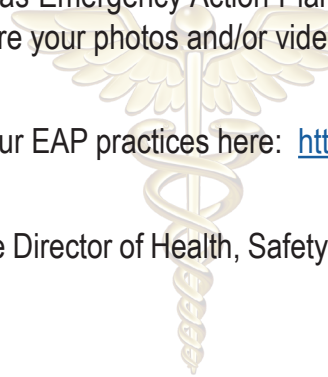 as Emergency Action Plan
re your photos and/or vide
ur EAP practices here: htt
e Director of Health, Safety